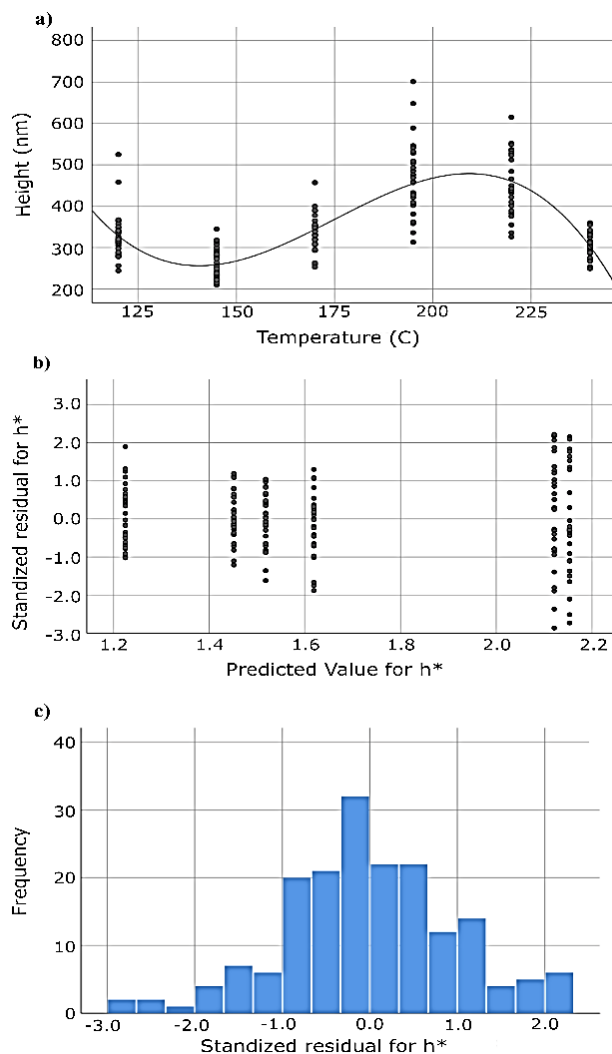 a)
800
700
600
500
400
300
200
Height (nm)
125 150 175 200 225
Temperature (C)
b)
3.0
2.0
1.0
0.0
-1.0
-2.0
-3.0
Standized residual for h*
1.2 1.4 1.6 1.8 2.0 2.2
Predicted Value for h*
c)
40
30
20
10
0
Frequency
-3.0 -2.0 -1.0 0.0 1.0 2.0
Standized residual for h*